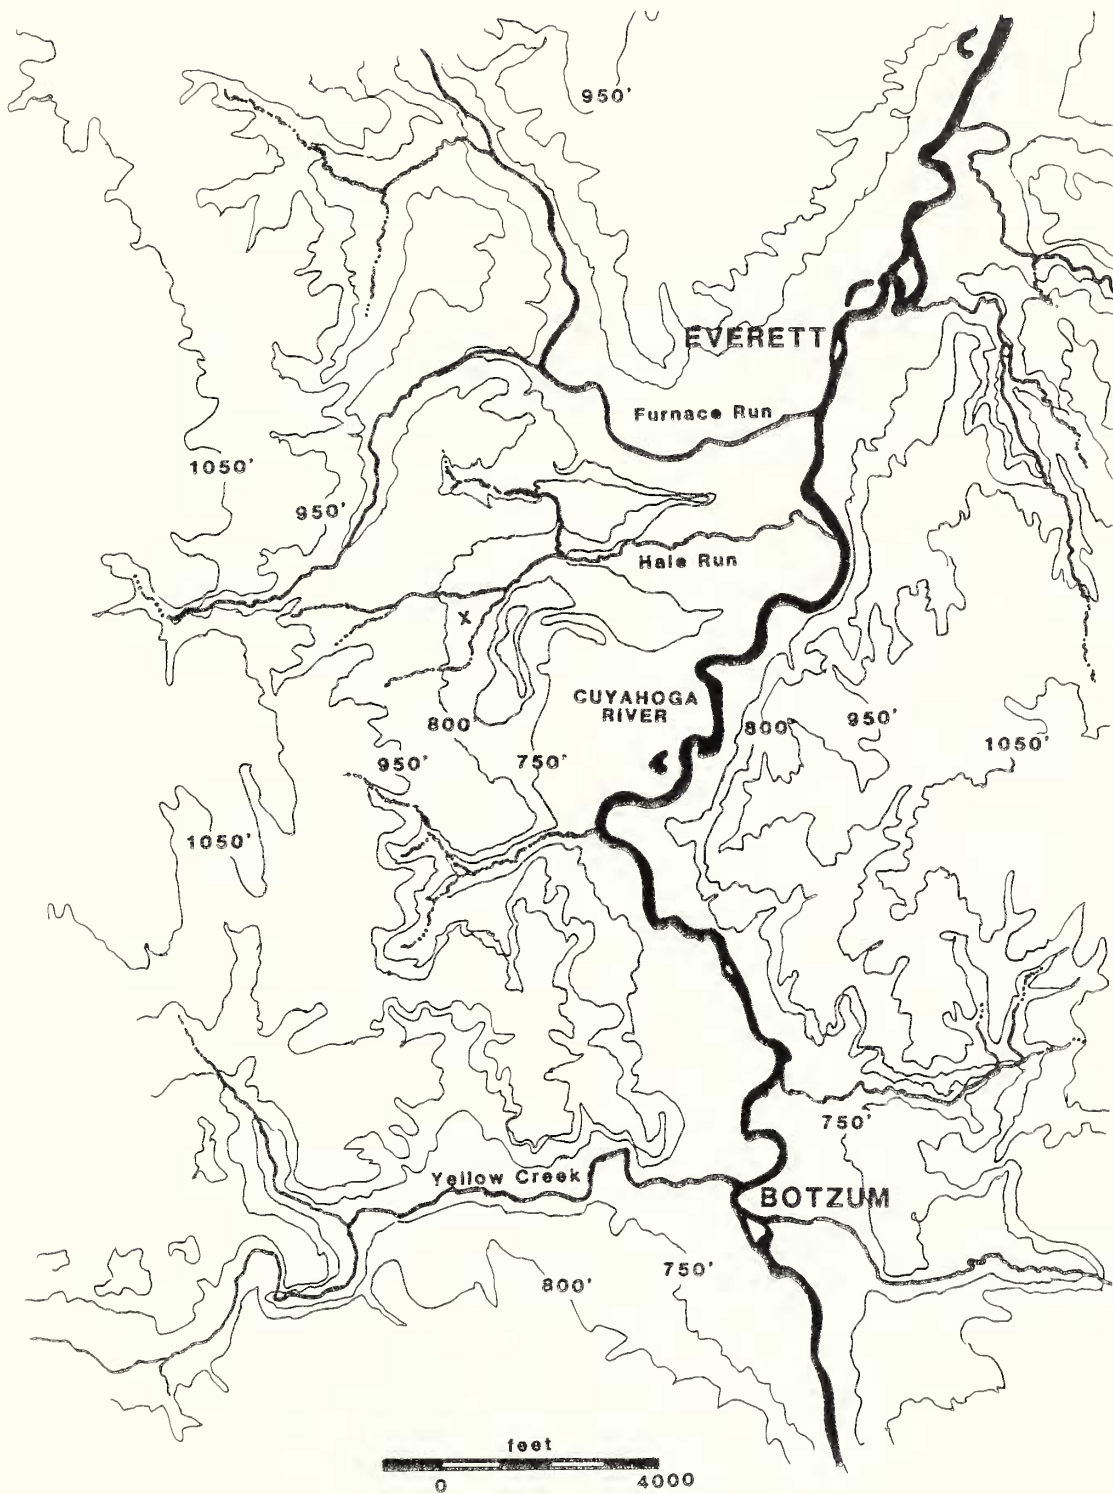 950'
EVERETT
Furnace Run
1050'
950'
Hale Run
x
CUYAHOGA
RIVER
800'
950'
800'
1050'
950'
750'
1050'
750'
Yellow Creek
BOTZUM
750'
800'
feet
0
4000